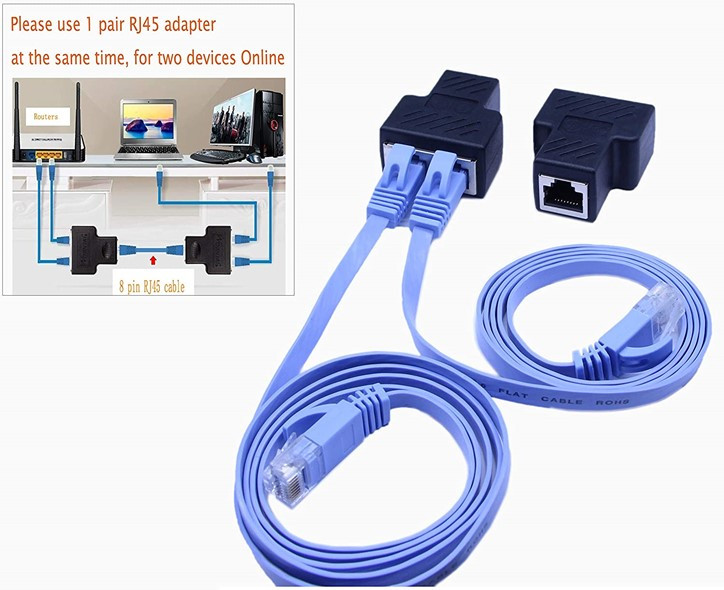 Please use 1 pair RJ45 adapter
at the same time, for two devices Online
Routers
8 pin RJ45 cable
FLAT CABLE ROHS